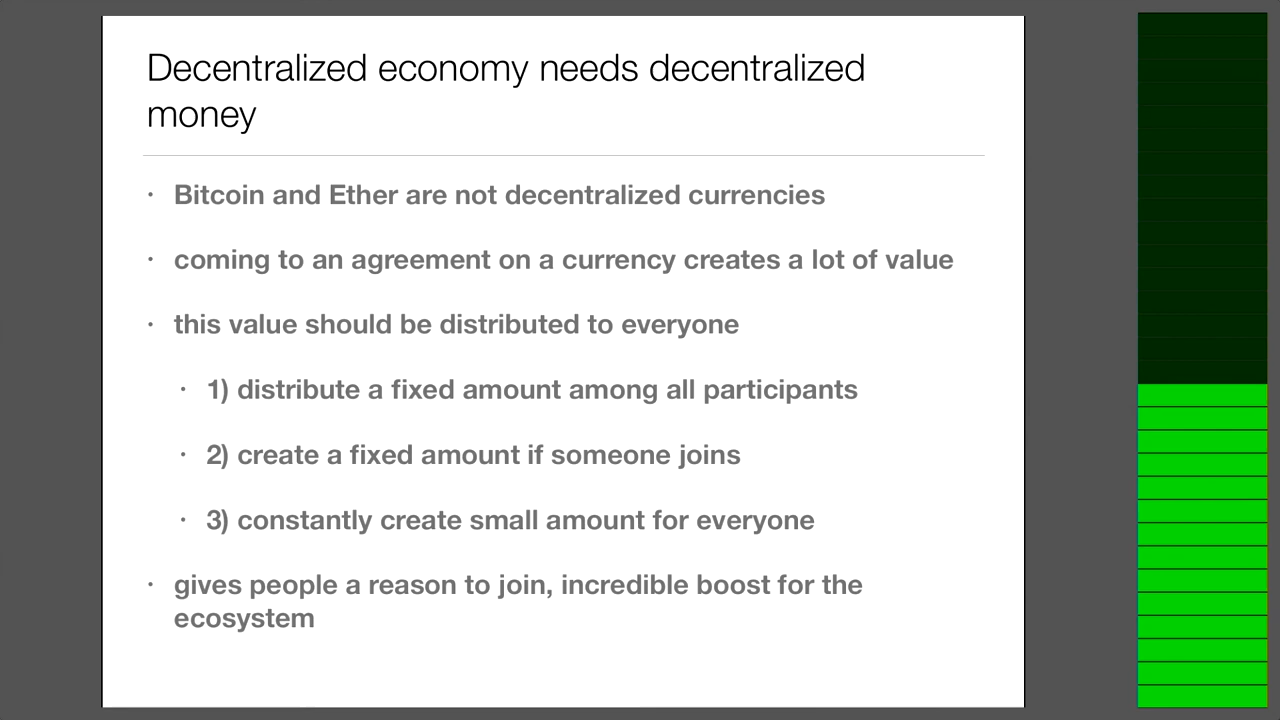 Decentralized economy needs decentralized
money
· Bitcoin and Ether are not decentralized currencies
· coming to an agreement on a currency creates a lot of value
· this value should be distributed to everyone
· 1) distribute a fixed amount among all participants
· 2) create a fixed amount if someone joins
· 3) constantly create small amount for everyone
· gives people a reason to join, incredible boost for the
ecosystem